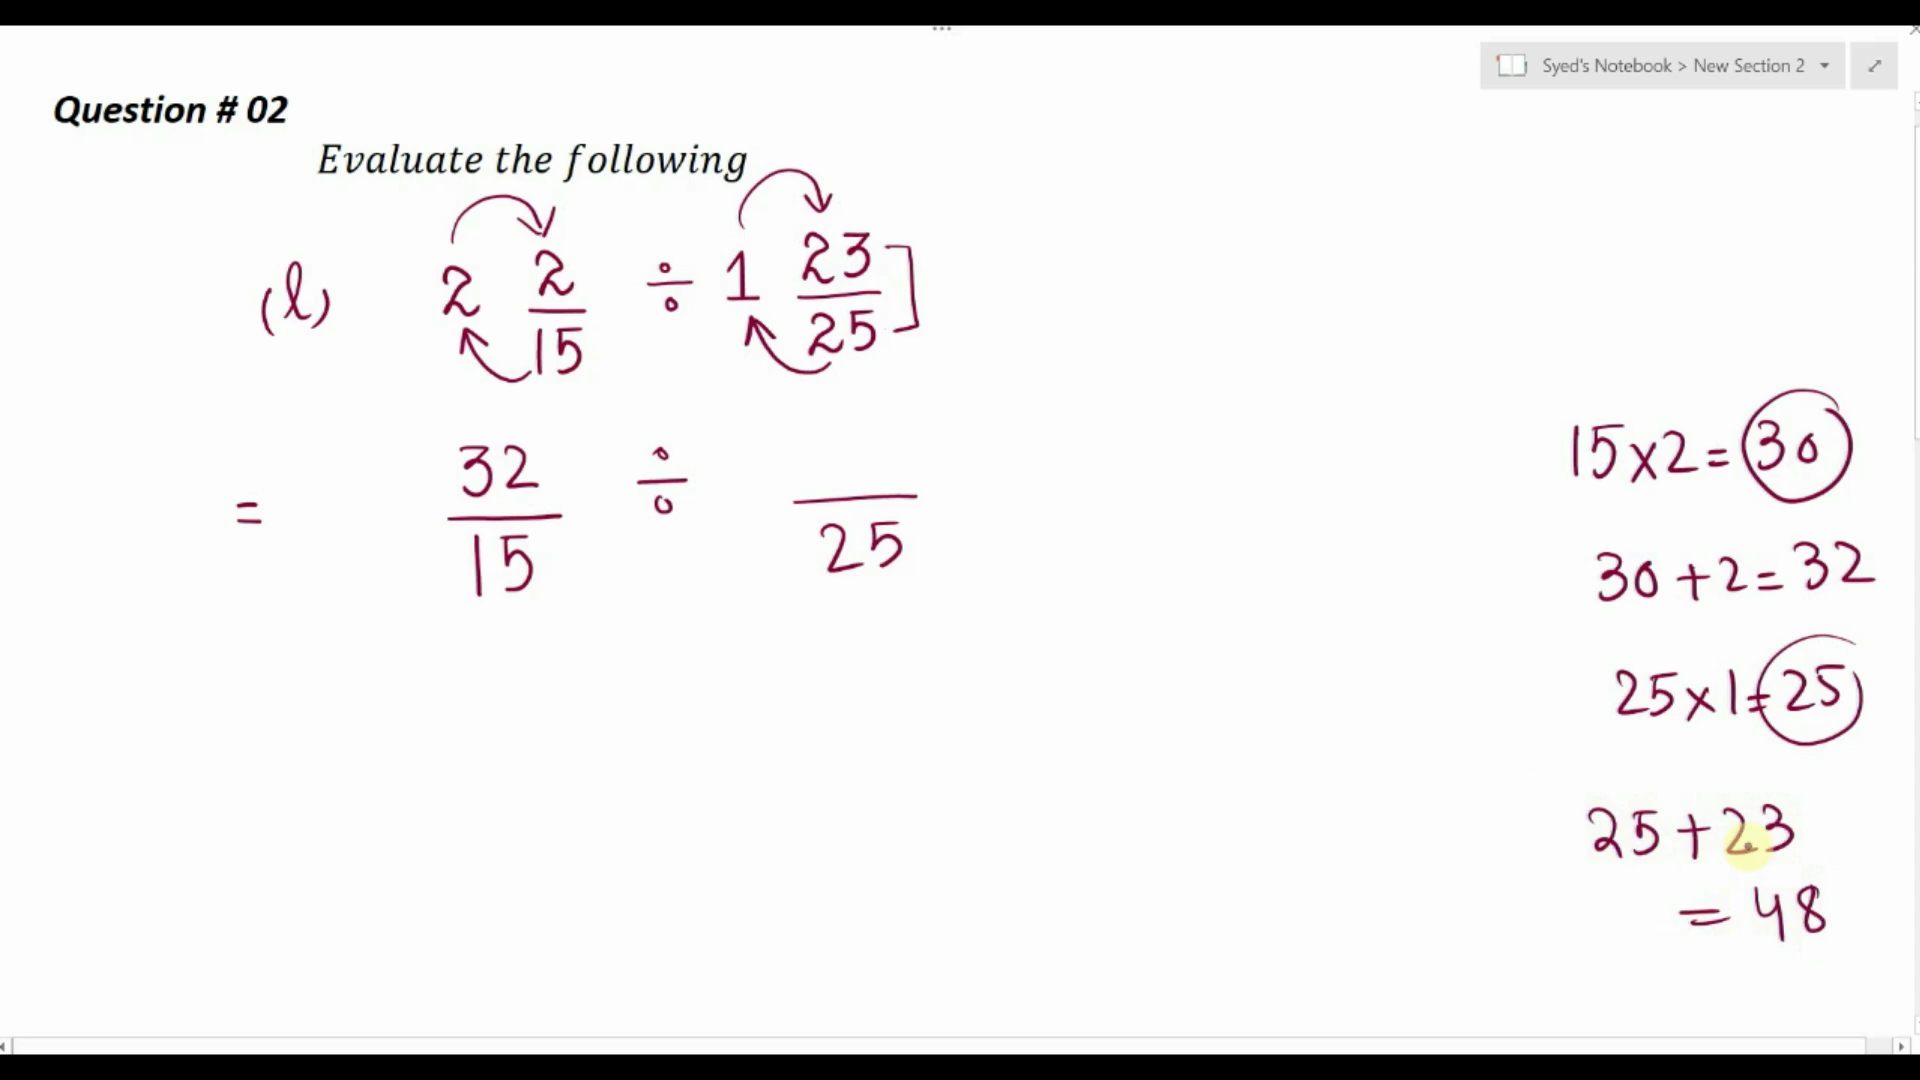 Syed's Notebook > New Section 2
Question # 02
Evaluate the following
(l) 2 2/15 ÷ 1 23/25]
= 32/15 ÷ /25
15x2=30
30+2=32
25x1=25
25+23
=48